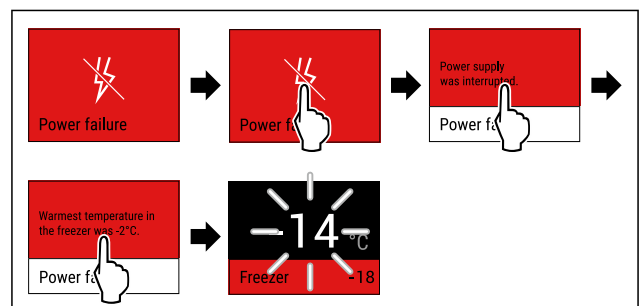 Power failure
Power fa
Power supply
was interrupted.
Power fa
Warmest temperature in
the freezer was -2°C.
Power fa
-14 °C
Freezer -18